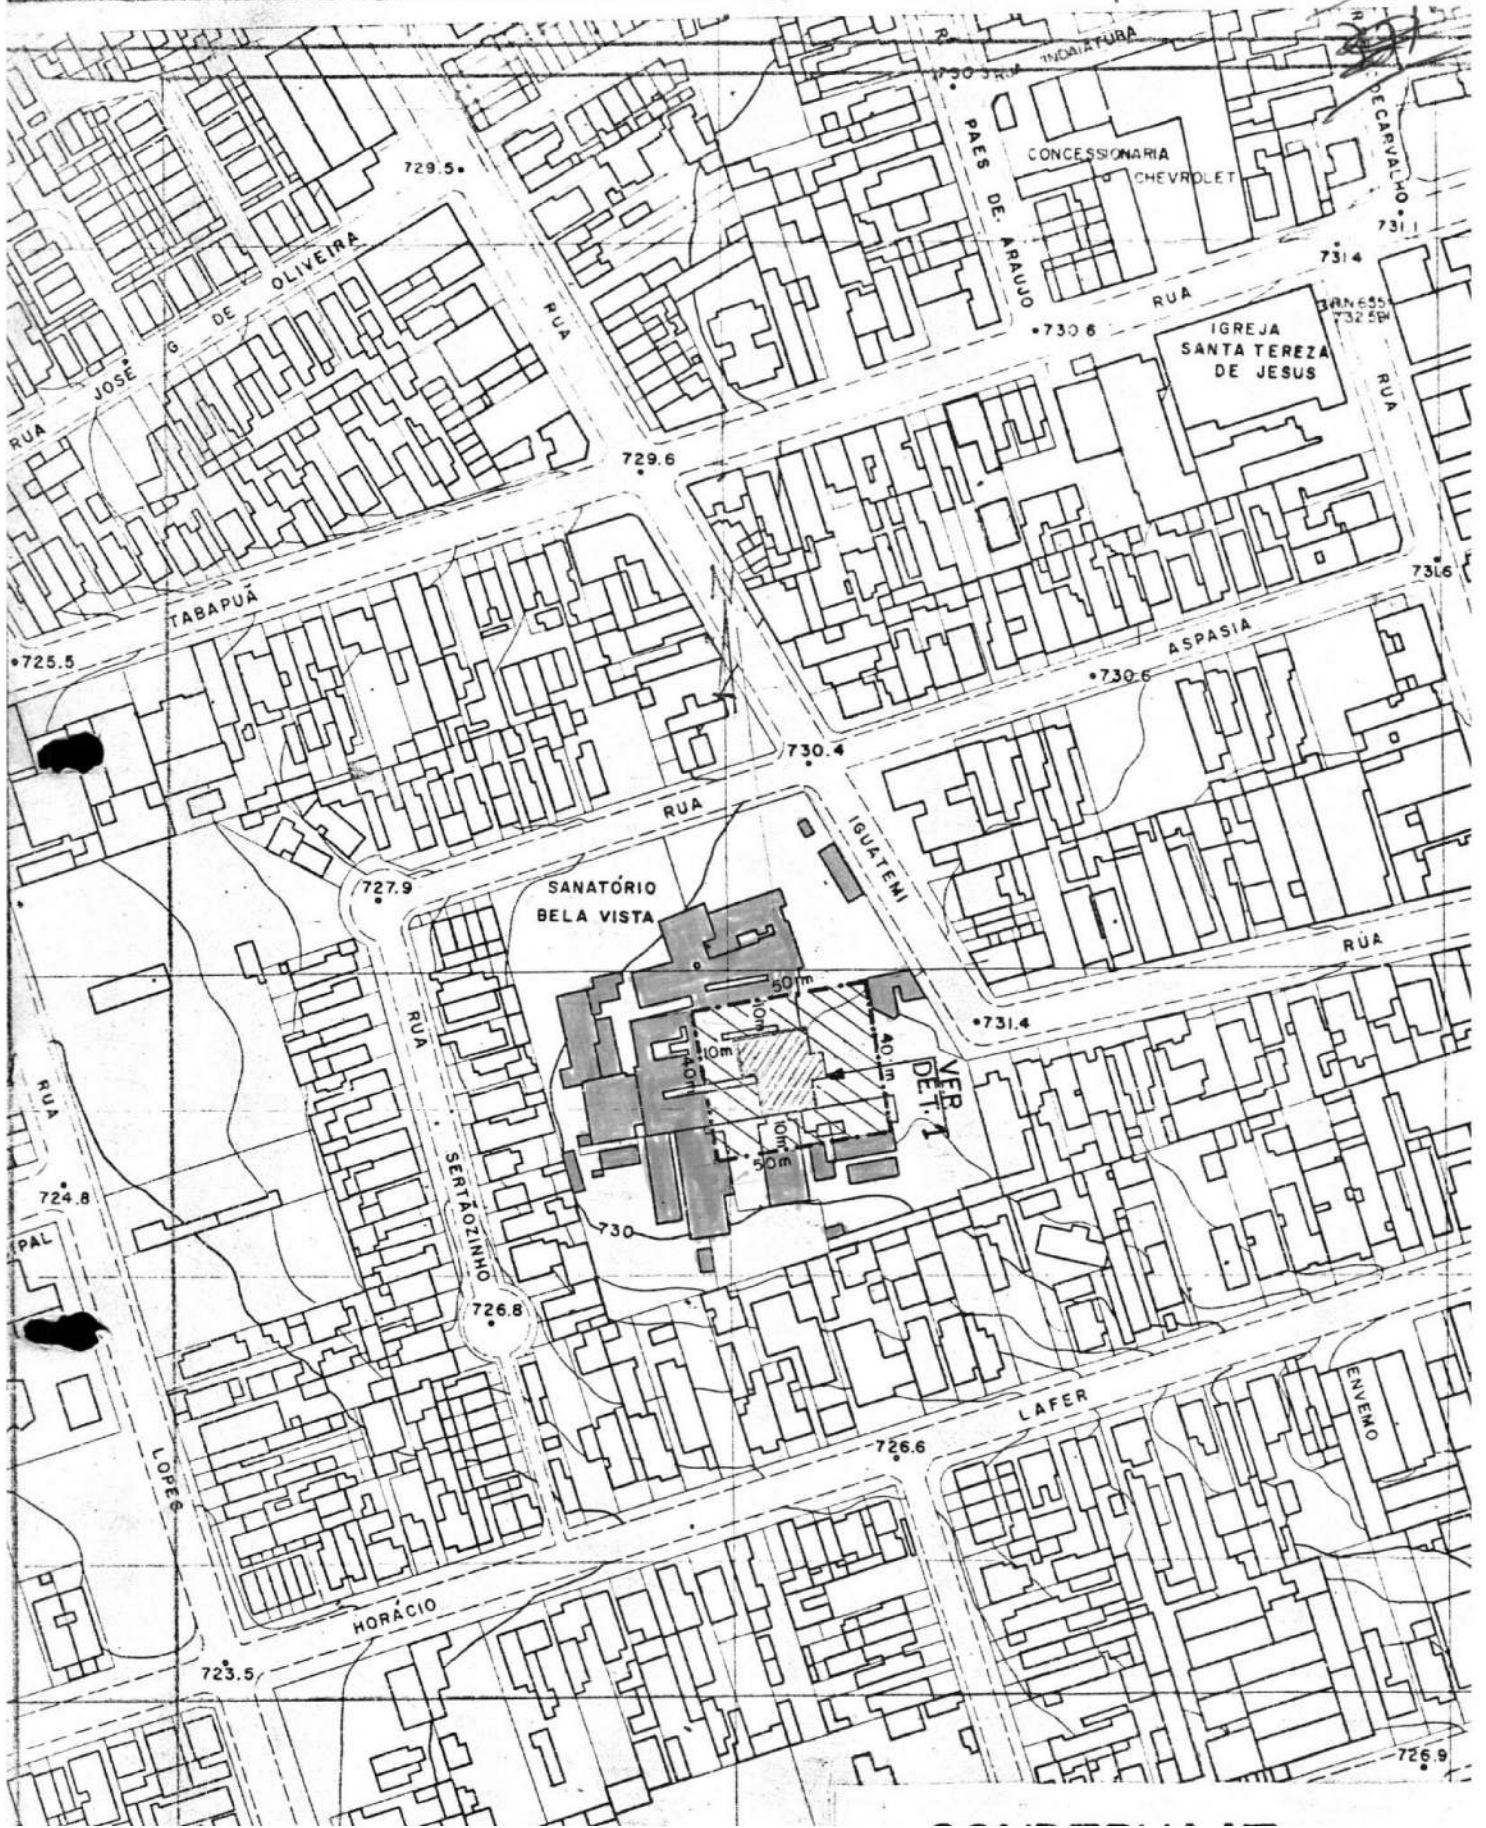 RUA INDAIATURA
PAES DE ARAUJO
DE CARVALHO
CONCESSIONARIA
CHEVROLET
729.5
731.1
731.4
RUA
JOSÉ G DE OLIVEIRA
RUA
RUA
730.6
IGREJA
SANTA TEREZA
DE JESUS
RUA
729.6
TABAPUÃ
725.5
731.6
ASPASIA
730.6
730.4
RUA
IGUATEMI
727.9
SANATÓRIO
BELA VISTA
RUA
50m
10m
731.4
RUA
10m
40m
40m
VER
DET. 1
RUA
10m
50m
SERTÃOZINHO
724.8
PAL
730
726.8
ENVEMO
LAFER
726.6
LOPES
HORÁCIO
723.5
726.9